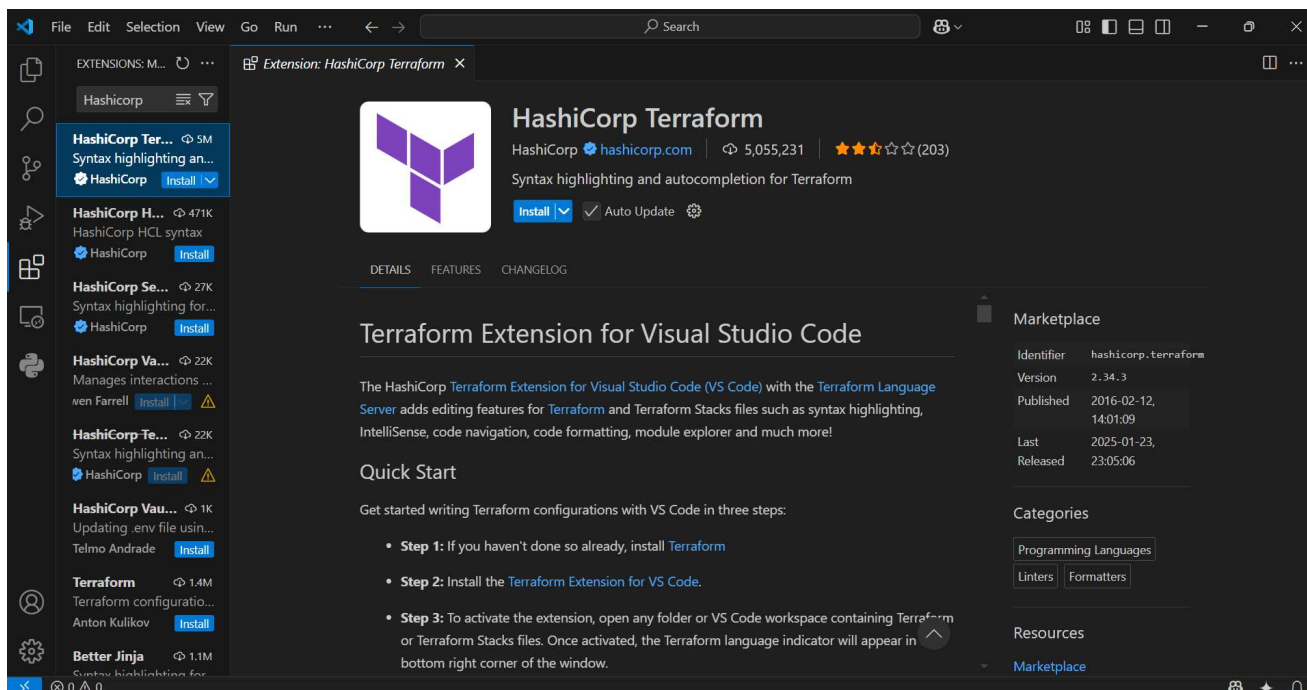 File Edit Selection View Go Run ··· Search
EXTENSIONS: M... ···
Extension: HashiCorp Terraform
Hashicorp
HashiCorp Ter... 5M
Syntax highlighting an...
HashiCorp Install
HashiCorp H... 471K
HashiCorp HCL syntax
HashiCorp Install
HashiCorp Se... 27K
Syntax highlighting for...
HashiCorp Install
HashiCorp Va... 22K
Manages interactions ...
wen Farrell Install
HashiCorp Te... 22K
Syntax highlighting an...
HashiCorp Install
HashiCorp Vau... 1K
Updating .env file usin...
Telmo Andrade Install
Terraform 1.4M
Terraform configuratio...
Anton Kulikov Install
Better Jinja 1.1M
Syntax highlighting for
HashiCorp Terraform
HashiCorp hashicorp.com | 5,055,231 | (203)
Syntax highlighting and autocompletion for Terraform
Install Auto Update
DETAILS FEATURES CHANGELOG
Terraform Extension for Visual Studio Code
The HashiCorp Terraform Extension for Visual Studio Code (VS Code) with the Terraform Language
Server adds editing features for Terraform and Terraform Stacks files such as syntax highlighting,
IntelliSense, code navigation, code formatting, module explorer and much more!
Quick Start
Get started writing Terraform configurations with VS Code in three steps:
• Step 1: If you haven't done so already, install Terraform
• Step 2: Install the Terraform Extension for VS Code.
• Step 3: To activate the extension, open any folder or VS Code workspace containing Terraform
or Terraform Stacks files. Once activated, the Terraform language indicator will appear in
bottom right corner of the window.
Marketplace
Identifier hashicorp.terraform
Version 2.34.3
Published 2016-02-12,
14:01:09
Last 2025-01-23,
Released 23:05:06
Categories
Programming Languages
Linters Formatters
Resources
Marketplace
0 0